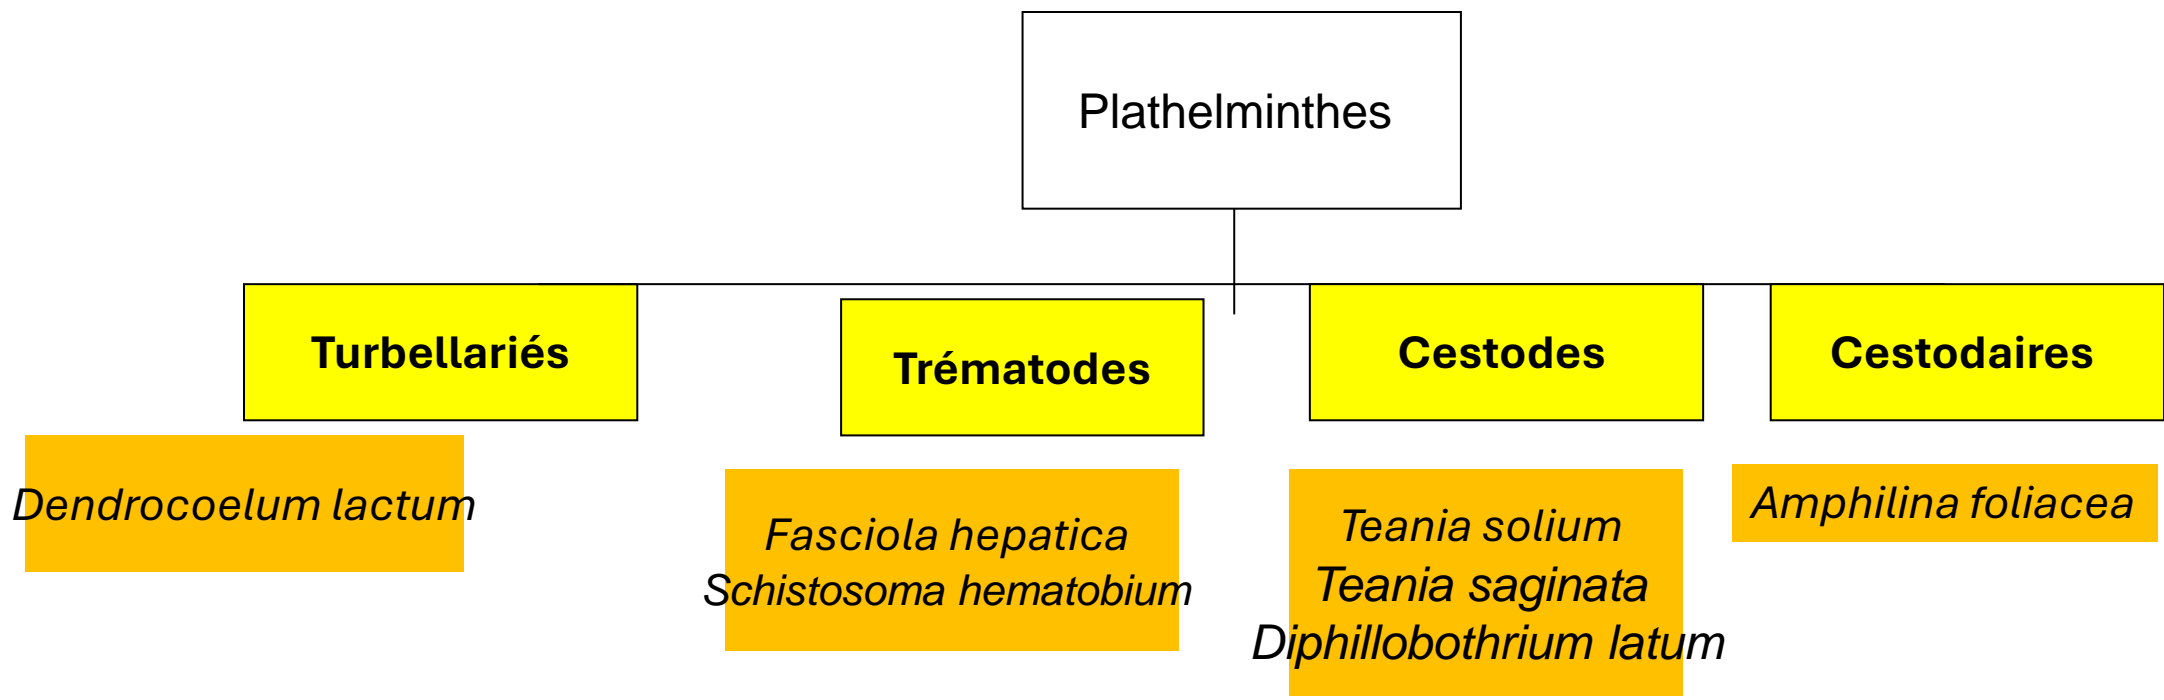 Plathelminthes
Turbellariés
Trématodes
Cestodes
Cestodaires
Dendrocoelum lactum
Fasciola hepatica
Schistosoma hematobium
Teania solium
Teania saginata
Diphillobothrium latum
Amphilina foliacea